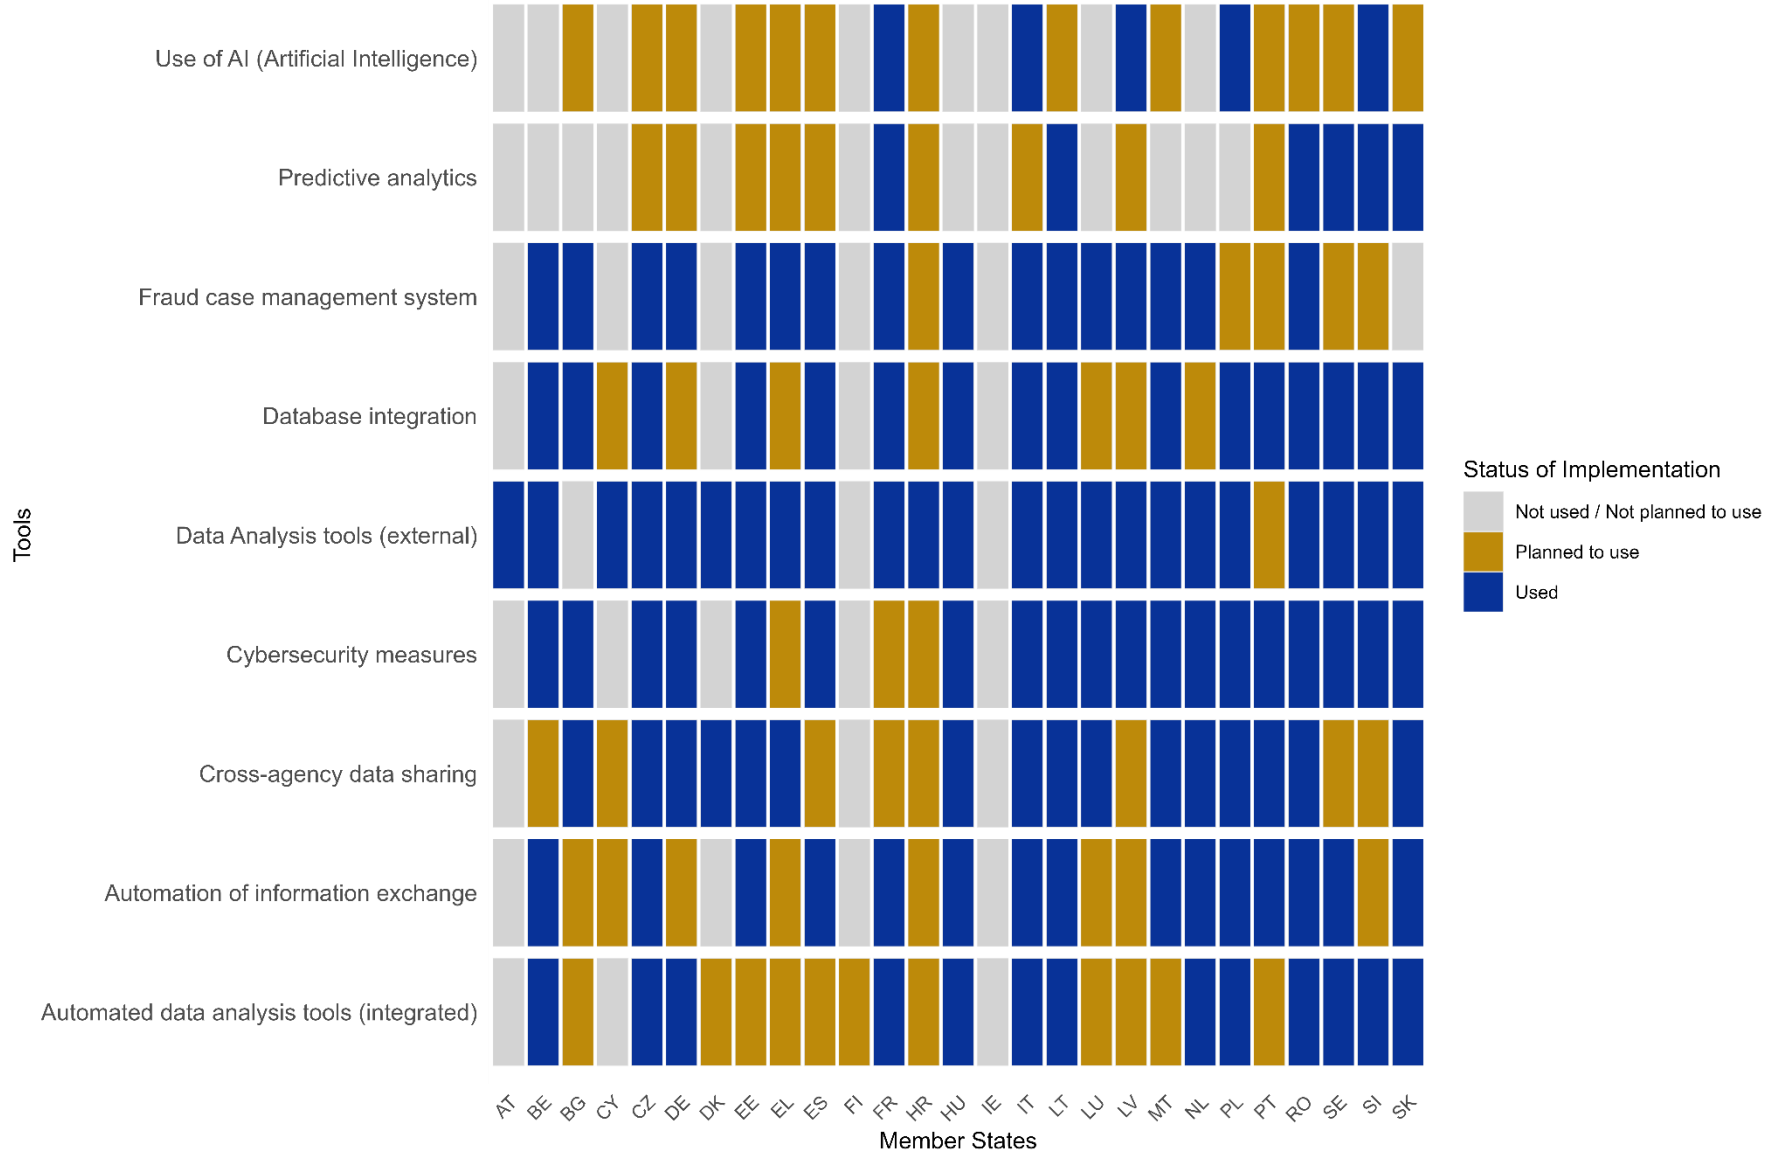 Use of AI (Artificial Intelligence)
Predictive analytics
Fraud case management system
Database integration
Data Analysis tools (external)
Cybersecurity measures
Cross-agency data sharing
Automation of information exchange
Automated data analysis tools (integrated)
Tools
AT BE BG CY CZ DE DK EE EL ES FI FR HR HU IE IT LT LU LV MT NL PL PT RO SE SI SK
Member States
Status of Implementation
Not used / Not planned to use
Planned to use
Used